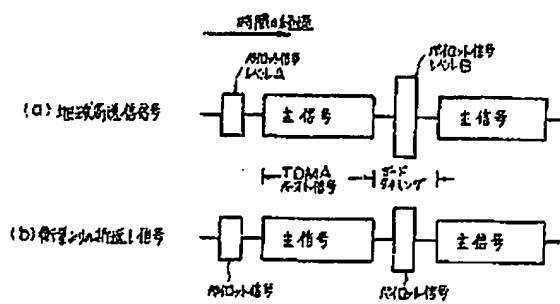 時間の経過
パイロット信号
レベルA
パイロット信号
レベルB
(a) 地球局送信信号
主信号
主信号
TDMA
バースト信号
ガード
タイミング
(b) 衛星よりの折返し信号
主信号
主信号
パイロット信号
パイロット信号